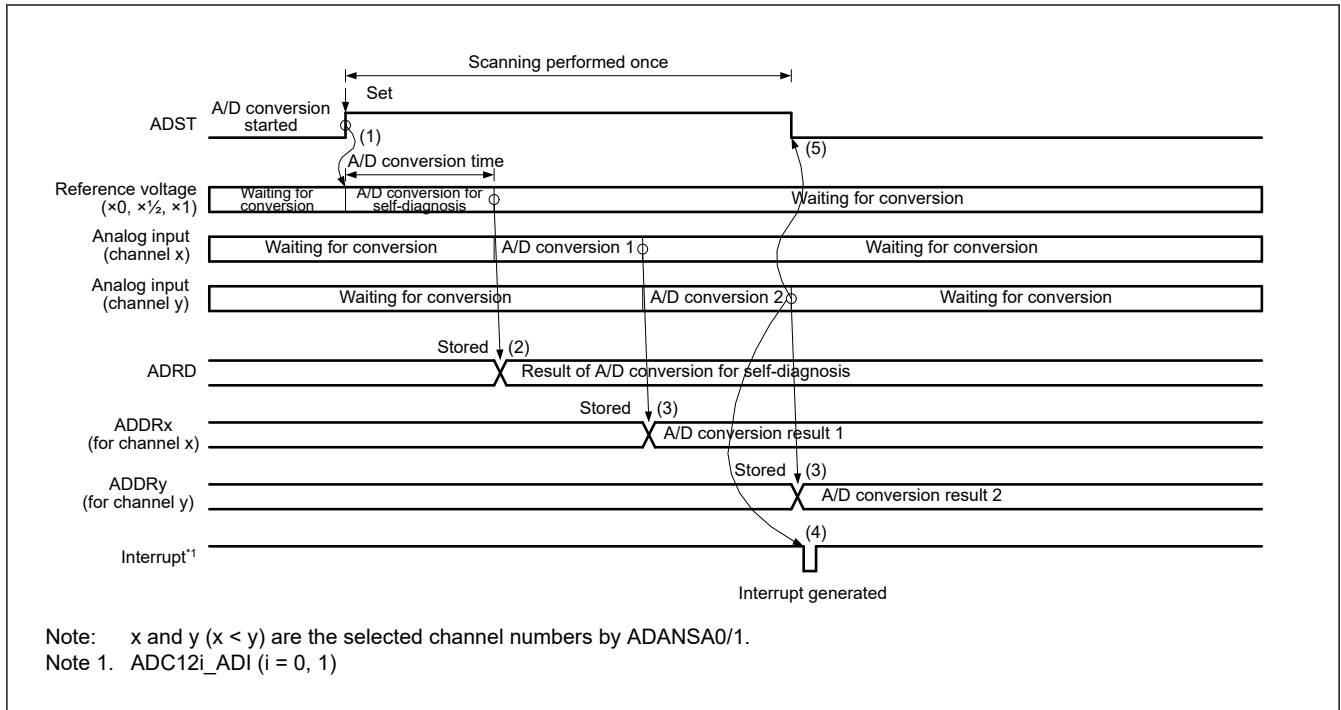 Scanning performed once
Set
A/D conversion
started
ADST
(1)
(5)
A/D conversion time
Reference voltage
(×0, ×½, ×1)
Waiting for
conversion
A/D conversion for
self-diagnosis
Waiting for conversion
Analog input
(channel x)
Waiting for conversion
A/D conversion 1
Waiting for conversion
Analog input
(channel y)
Waiting for conversion
A/D conversion 2
Waiting for conversion
Stored (2)
ADRD
Result of A/D conversion for self-diagnosis
Stored (3)
ADDRx
(for channel x)
A/D conversion result 1
Stored (3)
ADDRy
(for channel y)
A/D conversion result 2
(4)
Interrupt*1
Interrupt generated
Note: x and y (x < y) are the selected channel numbers by ADANSA0/1.
Note 1. ADC12i_ADI (i = 0, 1)